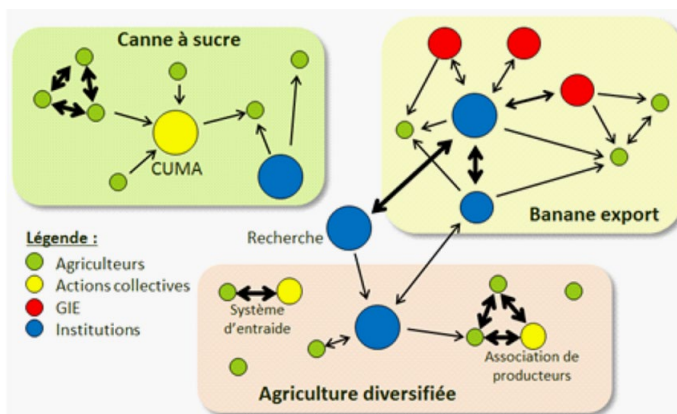 Canne à sucre
CUMA
Banane export
Recherche
Légende :
Agriculteurs
Actions collectives
GIE
Institutions
Système
d'entraide
Association de
producteurs
Agriculture diversifiée